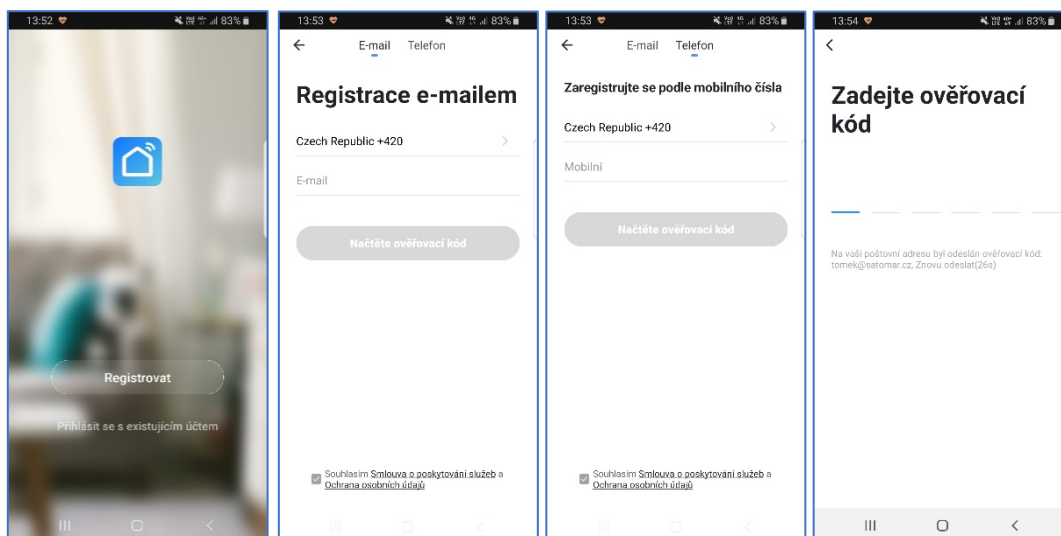 13:52
83%
Registrovat
Přihlásit se s existujícím účtem
13:53
83%
E-mail Telefon
Registrace e-mailem
Czech Republic +420
E-mail
Načtěte ověřovací kód
Souhlasím Smlouva o poskytování služeb a
Ochrana osobních údajů
13:53
83%
E-mail Telefon
Zaregistrujte se podle mobilního čísla
Czech Republic +420
Mobilní
Načtěte ověřovací kód
Souhlasím Smlouva o poskytování služeb a
Ochrana osobních údajů
13:54
83%
Zadejte ověřovací
kód
Na vaši poštovní adresu byl odeslán ověřovací kód:
tomek@satomar.cz, Znovu odeslat(26s)